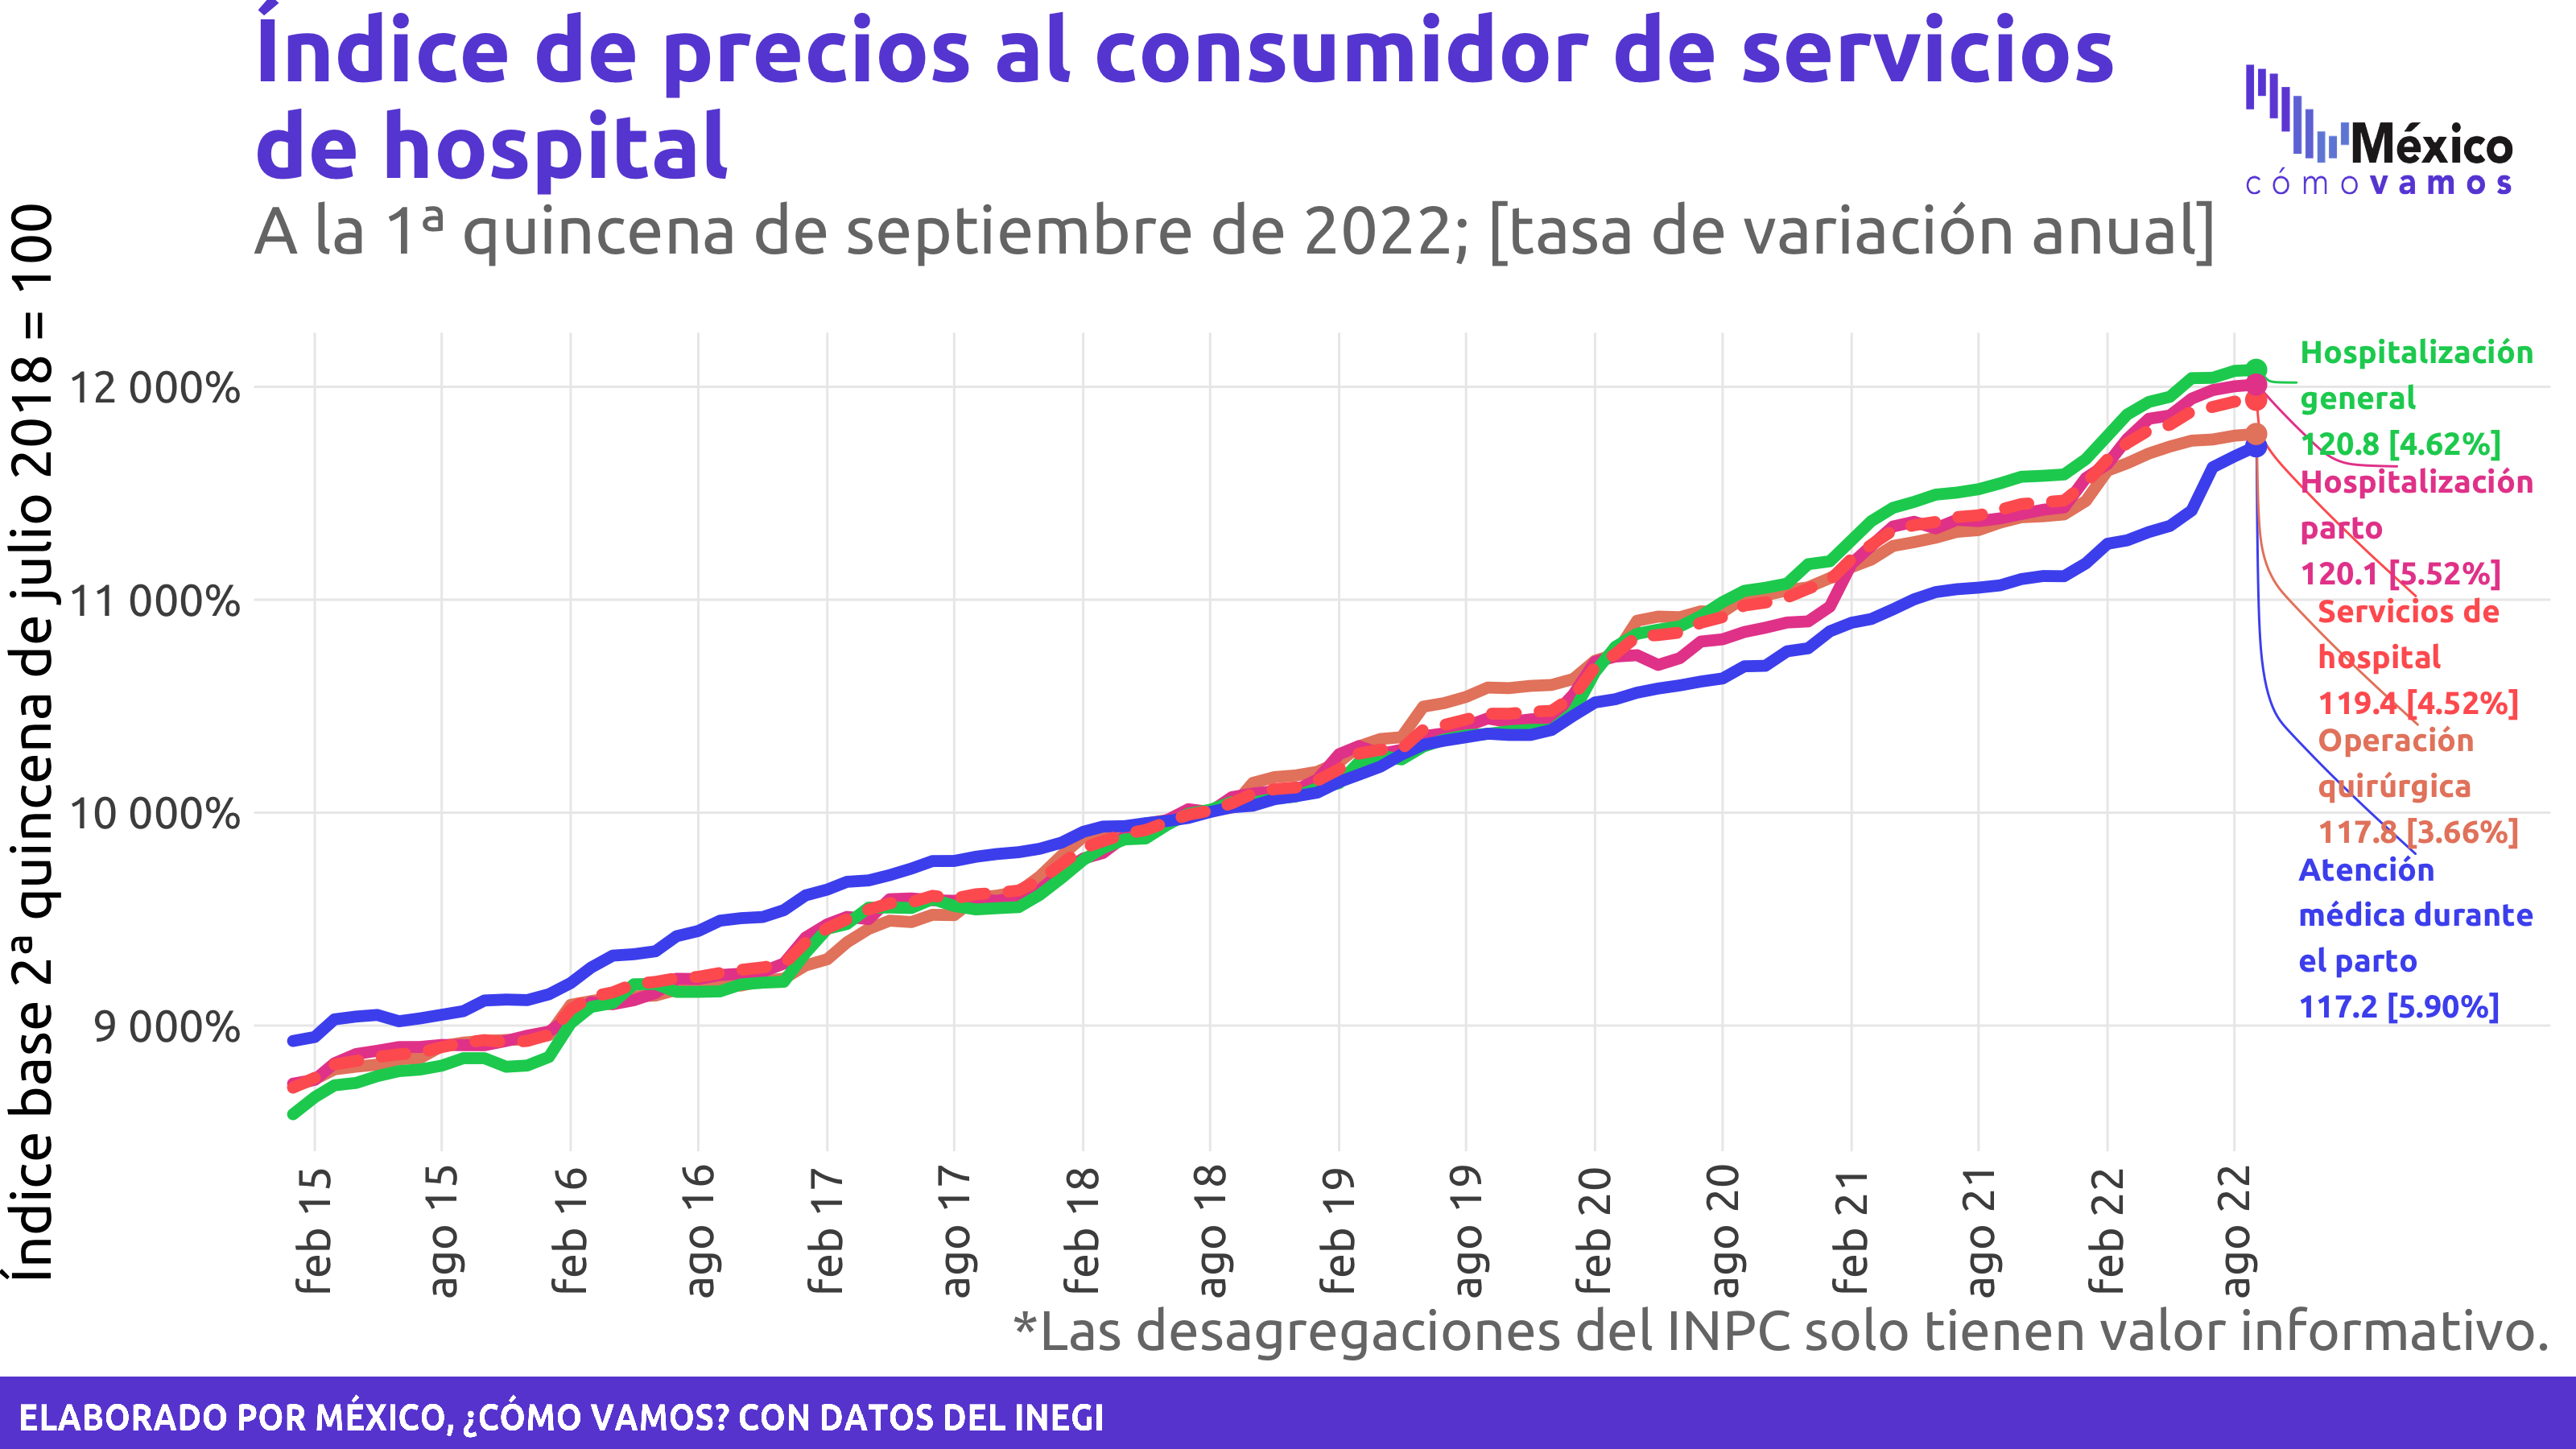 Índice de precios al consumidor de servicios
de hospital
México
cómo vamos
A la 1ª quincena de septiembre de 2022; [tasa de variación anual]
Índice base 2ª quincena de julio 2018 = 100
12 000%
11 000%
10 000%
9 000%
Hospitalización
general
120.8 [4.62%]
Hospitalización
parto
120.1 [5.52%]
Servicios de
hospital
119.4 [4.52%]
Operación
quirúrgica
117.8 [3.66%]
Atención
médica durante
el parto
117.2 [5.90%]
feb 15
ago 15
feb 16
ago 16
feb 17
ago 17
feb 18
ago 18
feb 19
ago 19
feb 20
ago 20
feb 21
ago 21
feb 22
ago 22
*Las desagregaciones del INPC solo tienen valor informativo.
ELABORADO POR MÉXICO, ¿CÓMO VAMOS? CON DATOS DEL INEGI